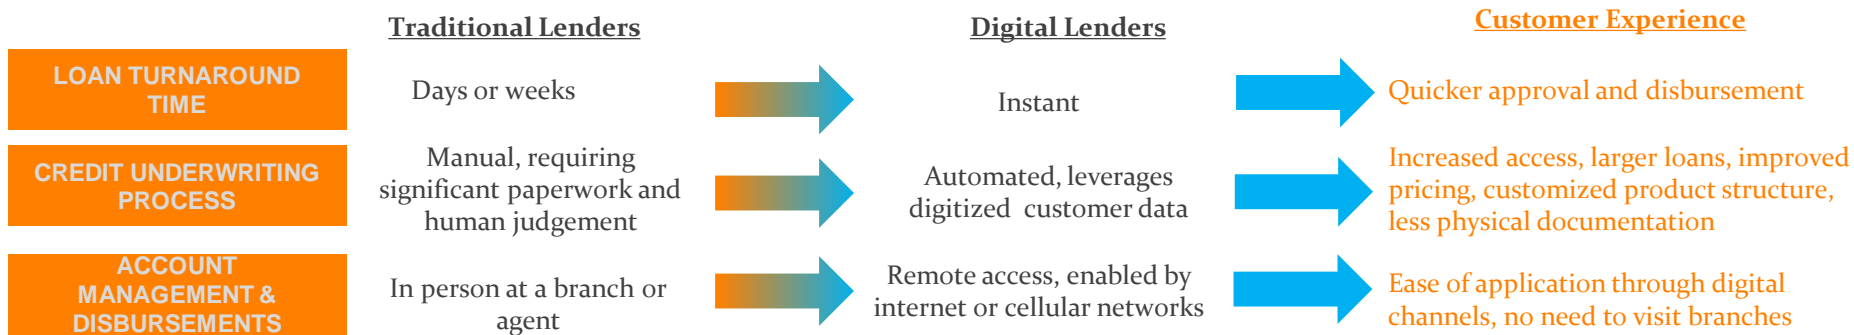 Traditional Lenders
Digital Lenders
Customer Experience
LOAN TURNAROUND
TIME
Days or weeks
Instant
Quicker approval and disbursement
CREDIT UNDERWRITING
PROCESS
Manual, requiring
significant paperwork and
human judgement
Automated, leverages
digitized customer data
Increased access, larger loans, improved
pricing, customized product structure,
less physical documentation
ACCOUNT
MANAGEMENT &
DISBURSEMENTS
In person at a branch or
agent
Remote access, enabled by
internet or cellular networks
Ease of application through digital
channels, no need to visit branches